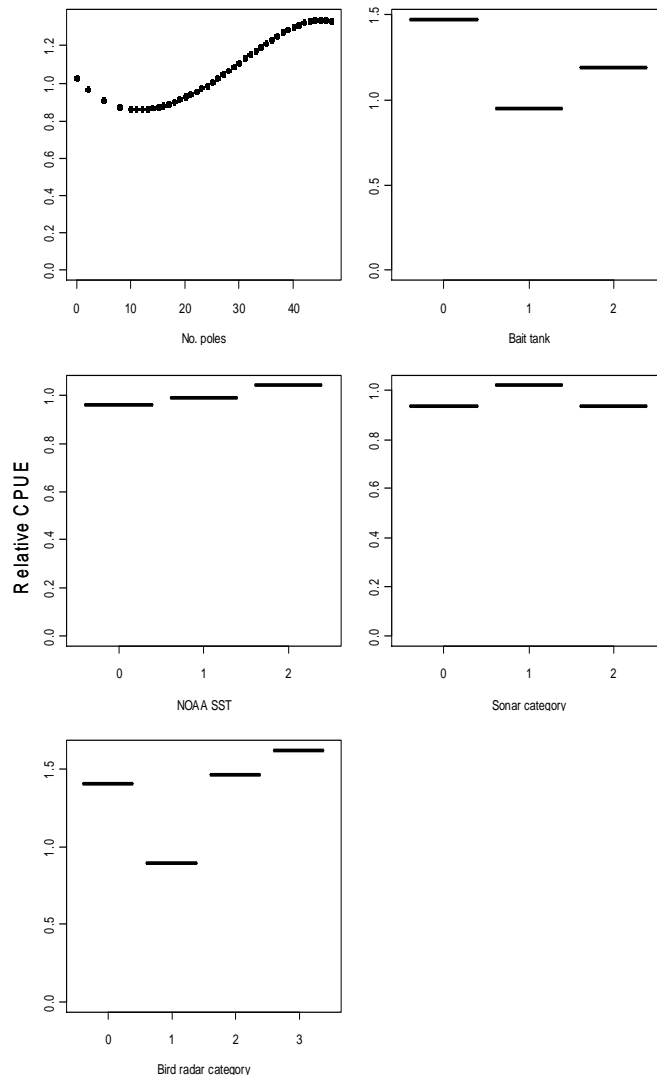 0.0 0.2 0.4 0.6 0.8 1.0 1.2
0 10 20 30 40
No. poles
0.0 0.5 1.0 1.5
0 1 2
Bait tank
Relative CPUE
0.0 0.2 0.4 0.6 0.8 1.0
0 1 2
NOAA SST
0.0 0.2 0.4 0.6 0.8 1.0
0 1 2
Sonar category
0.0 0.5 1.0 1.5
0 1 2 3
Bird radar category